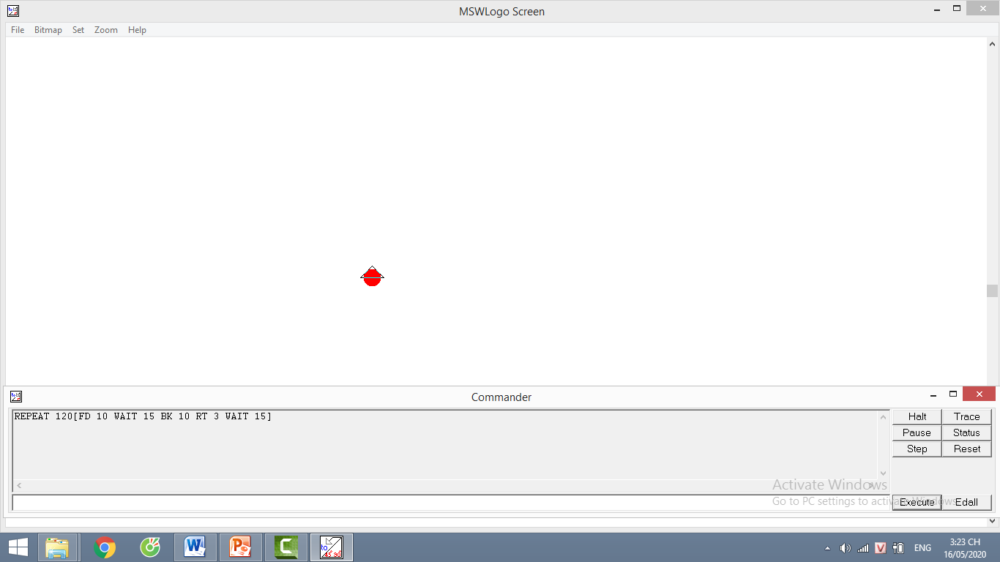 MSWLogo Screen
File Bitmap Set Zoom Help
Commander
REPEAT 120[FD 10 WAIT 15 BK 10 RT 3 WAIT 15]
Halt Trace
Pause Status
Step Reset
Activate Windows
Go to PC settings to activate Windows.
Execute Edall
ENG
3:23 CH
16/05/2020